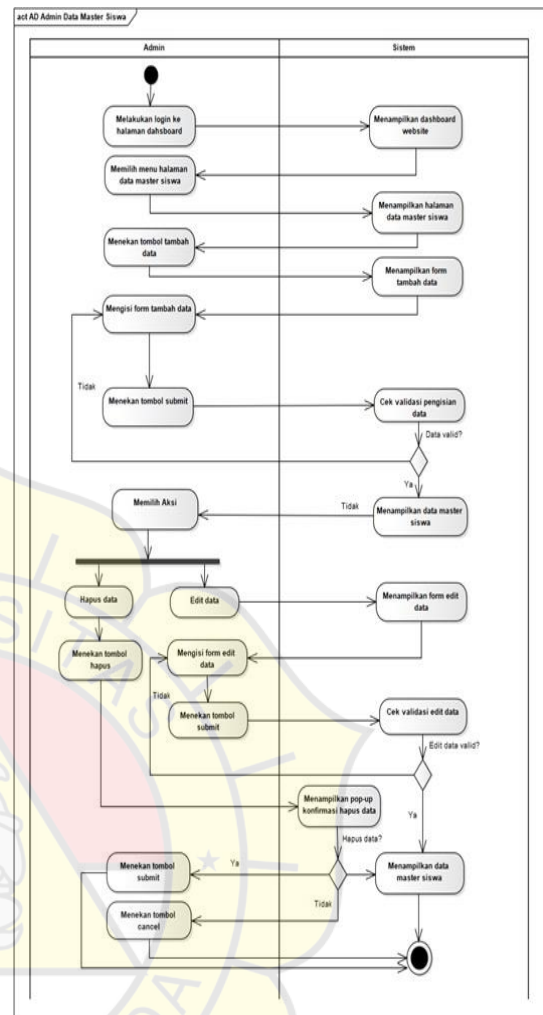 act AD Admin Data Master Siswa
Admin
Sistem
Melakukan login ke
halaman dahsboard
Menampilkan dashboard
website
Memilih menu halaman
data master siswa
Menampilkan halaman
data master siswa
Menekan tombol tambah
data
Menampilkan form
tambah data
Mengisi form tambah data
Tidak
Menekan tombol submit
Cek validasi pengisian
data
Data valid?
Ya
Memilih Aksi
Tidak
Menampilkan data master
siswa
Hapus data
Edit data
Menampilkan form edit
data
Menekan tombol
hapus
Mengisi form edit
data
Tidak
Menekan tombol
submit
Cek validasi edit data
Edit data valid?
Menampilkan pop-up
konfirmasi hapus data
Ya
Hapus data?
Menekan tombol
submit
Ya
Menampilkan data
master siswa
Tidak
Menekan tombol
cancel
SITAS
DA